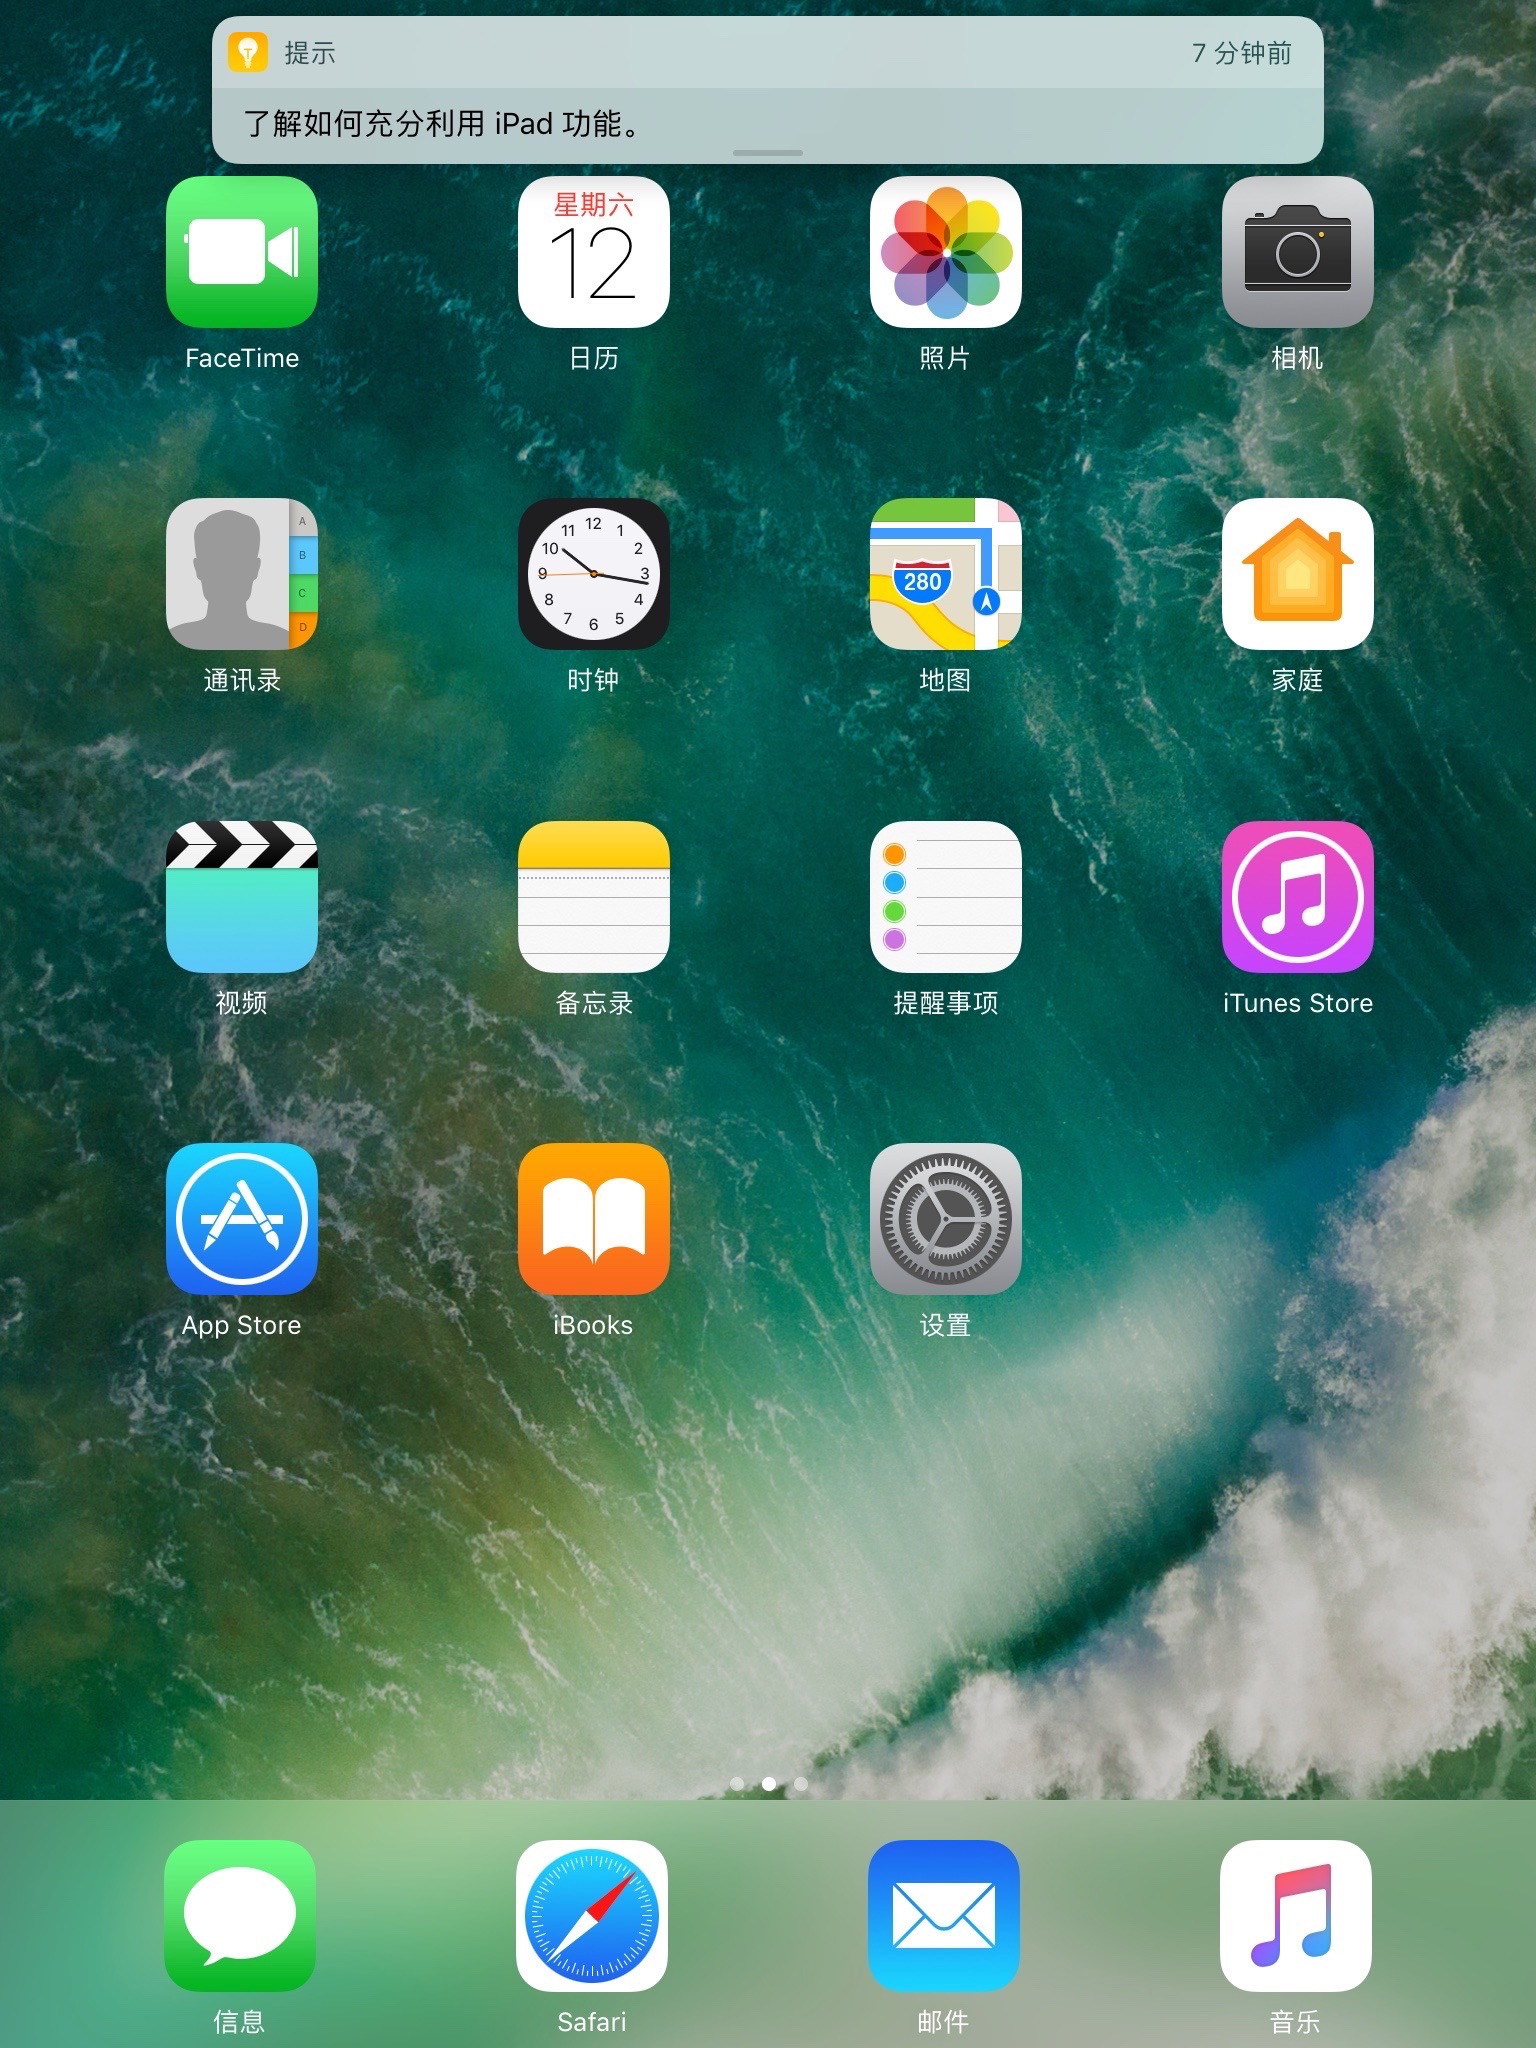 提示 7 分钟前
了解如何充分利用 iPad 功能。
星期六
12
FaceTime 日历 照片 相机
A
B
C
D
12
11 1
10 2
9 3
8 4
7 5
6
280
通讯录 时钟 地图 家庭
视频 备忘录 提醒事项 iTunes Store
App Store iBooks 设置
信息 Safari 邮件 音乐